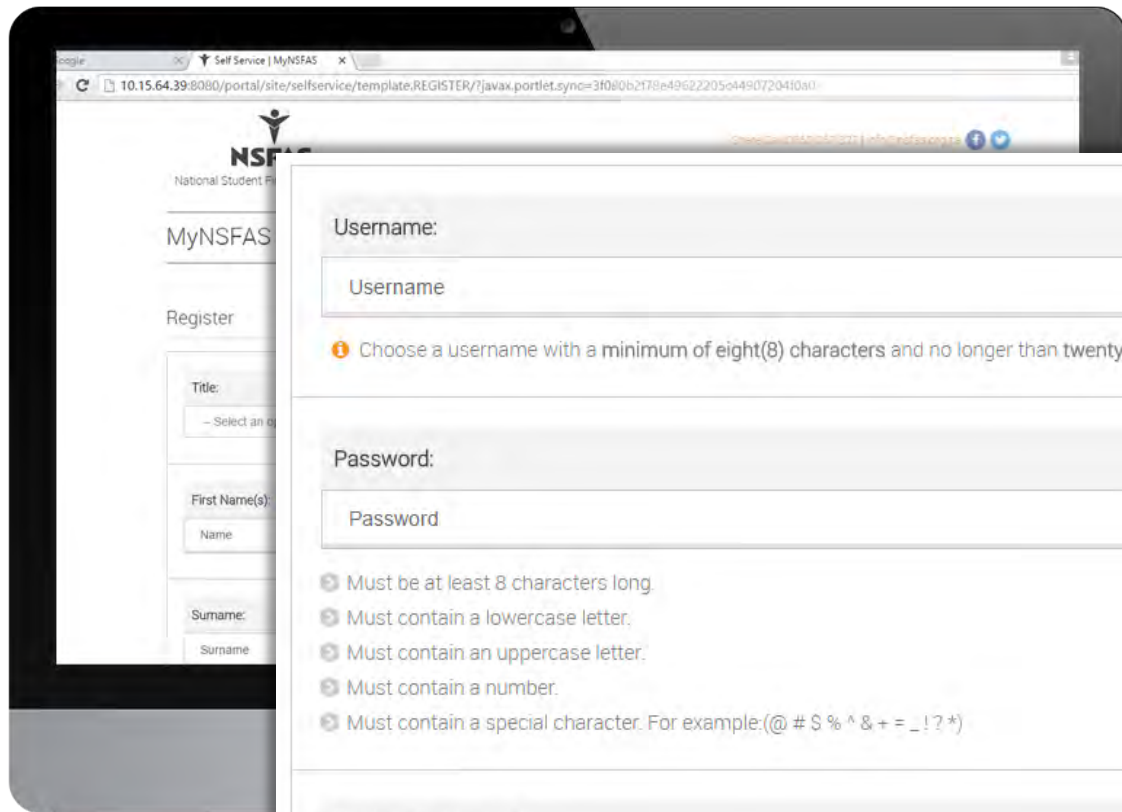 oogle
Self Service | MyNSFAS
10.15.64.39:8080/portal/site/selfservice/template.REGISTER/?javax.portlet.sync=
NSFAS
National Student
MyNSFAS
Register
Title:
-- Select an
First Name(s):
Name
Surname:
Surname
Username:
Username
Choose a username with a minimum of eight(8) characters and no longer than twenty
Password:
Password
Must be at least 8 characters long.
Must contain a lowercase letter.
Must contain an uppercase letter.
Must contain a number.
Must contain a special character. For example:(@ # $ % ^ & + = _ ! ? *)